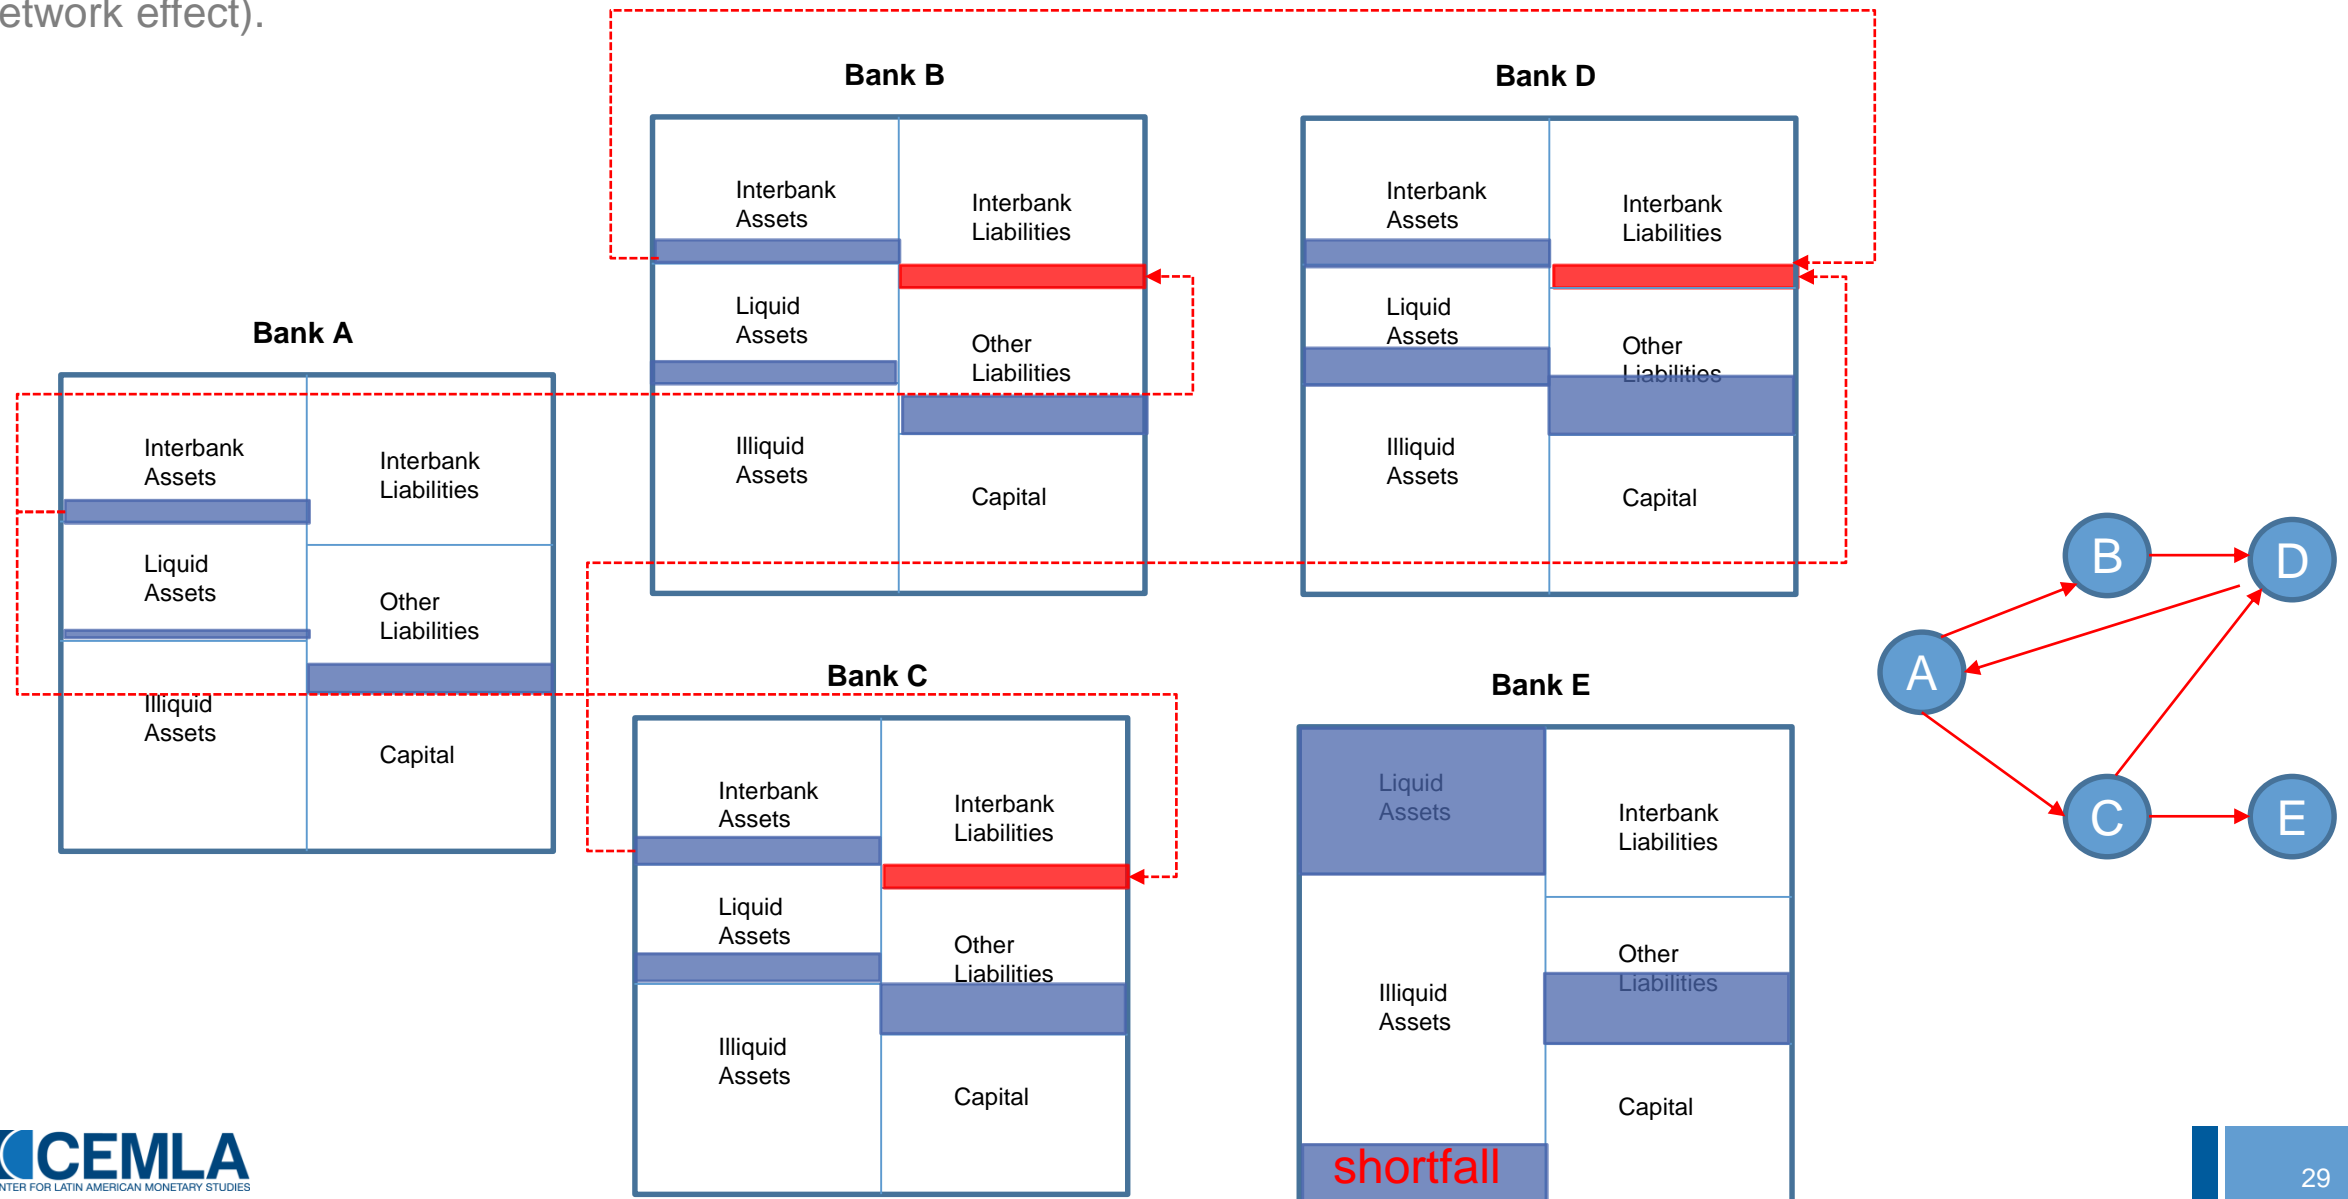 etwork effect).
Bank B
Interbank
Assets
Interbank
Liabilities
Liquid
Assets
Other
Liabilities
Illiquid
Assets
Capital
Bank D
Interbank
Assets
Interbank
Liabilities
Liquid
Assets
Other
Liabilities
Illiquid
Assets
Capital
Bank A
Interbank
Assets
Interbank
Liabilities
Liquid
Assets
Other
Liabilities
Illiquid
Assets
Capital
Bank C
Interbank
Assets
Interbank
Liabilities
Liquid
Assets
Other
Liabilities
Illiquid
Assets
Capital
Bank E
Liquid
Assets
Interbank
Liabilities
Other
Liabilities
Illiquid
Assets
Capital
shortfall
B
D
A
C
E
CEMLA
NTER FOR LATIN AMERICAN MONETARY STUDIES
29